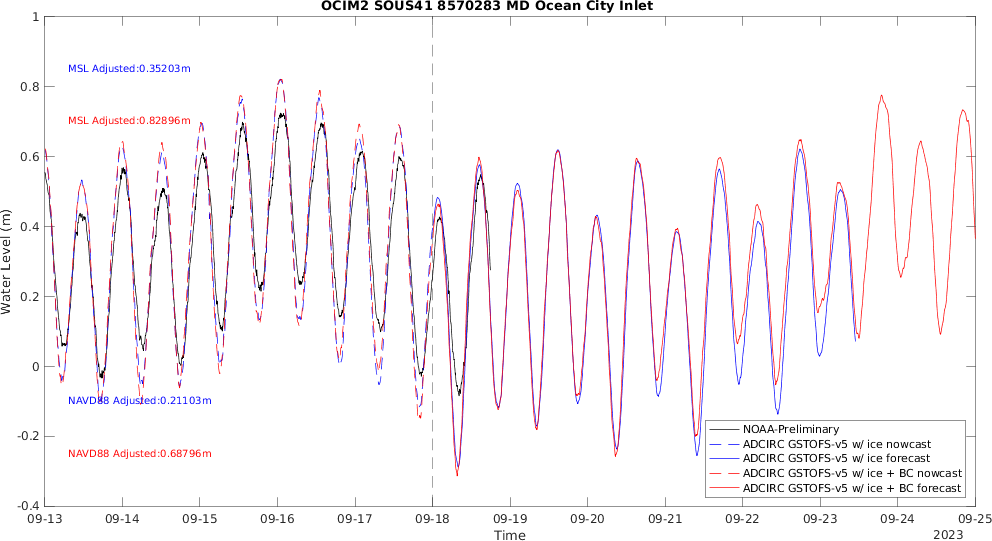 OCIM2 SOUS41 8570283 MD Ocean City Inlet
1
0.8
0.6
0.4
0.2
0
-0.2
-0.4
Water Level (m)
MSL Adjusted:0.35203m
MSL Adjusted:0.82896m
NAVD88 Adjusted:0.21103m
NAVD88 Adjusted:0.68796m
NOAA-Preliminary
ADCIRC GSTOFS-v5 w/ ice nowcast
ADCIRC GSTOFS-v5 w/ ice forecast
ADCIRC GSTOFS-v5 w/ ice + BC nowcast
ADCIRC GSTOFS-v5 w/ ice + BC forecast
09-13 09-14 09-15 09-16 09-17 09-18 09-19 09-20 09-21 09-22 09-23 09-24 09-25
Time
2023